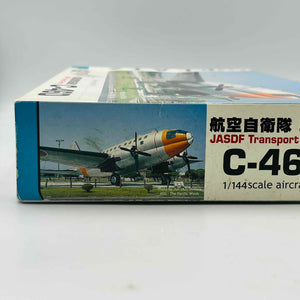 航空自衛隊
JASDF Transport
C-46
1/144scale aircra